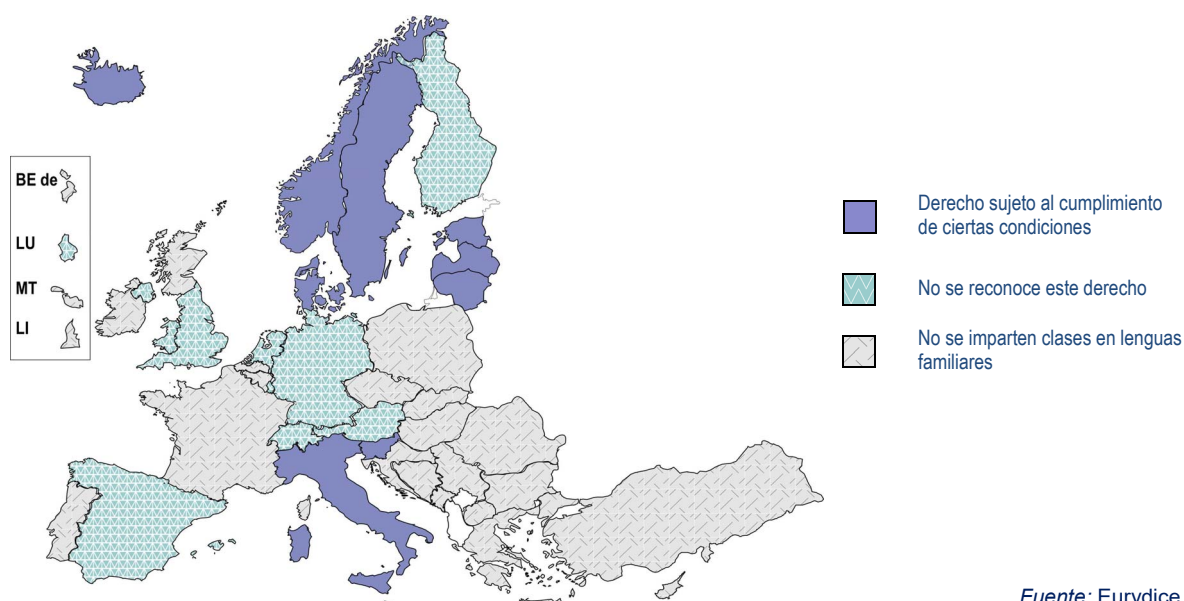 BE de
LU
MT
LI
Derecho sujeto al cumplimiento
de ciertas condiciones
No se reconoce este derecho
No se imparten clases en lenguas
familiares
Fuente: Eurydice